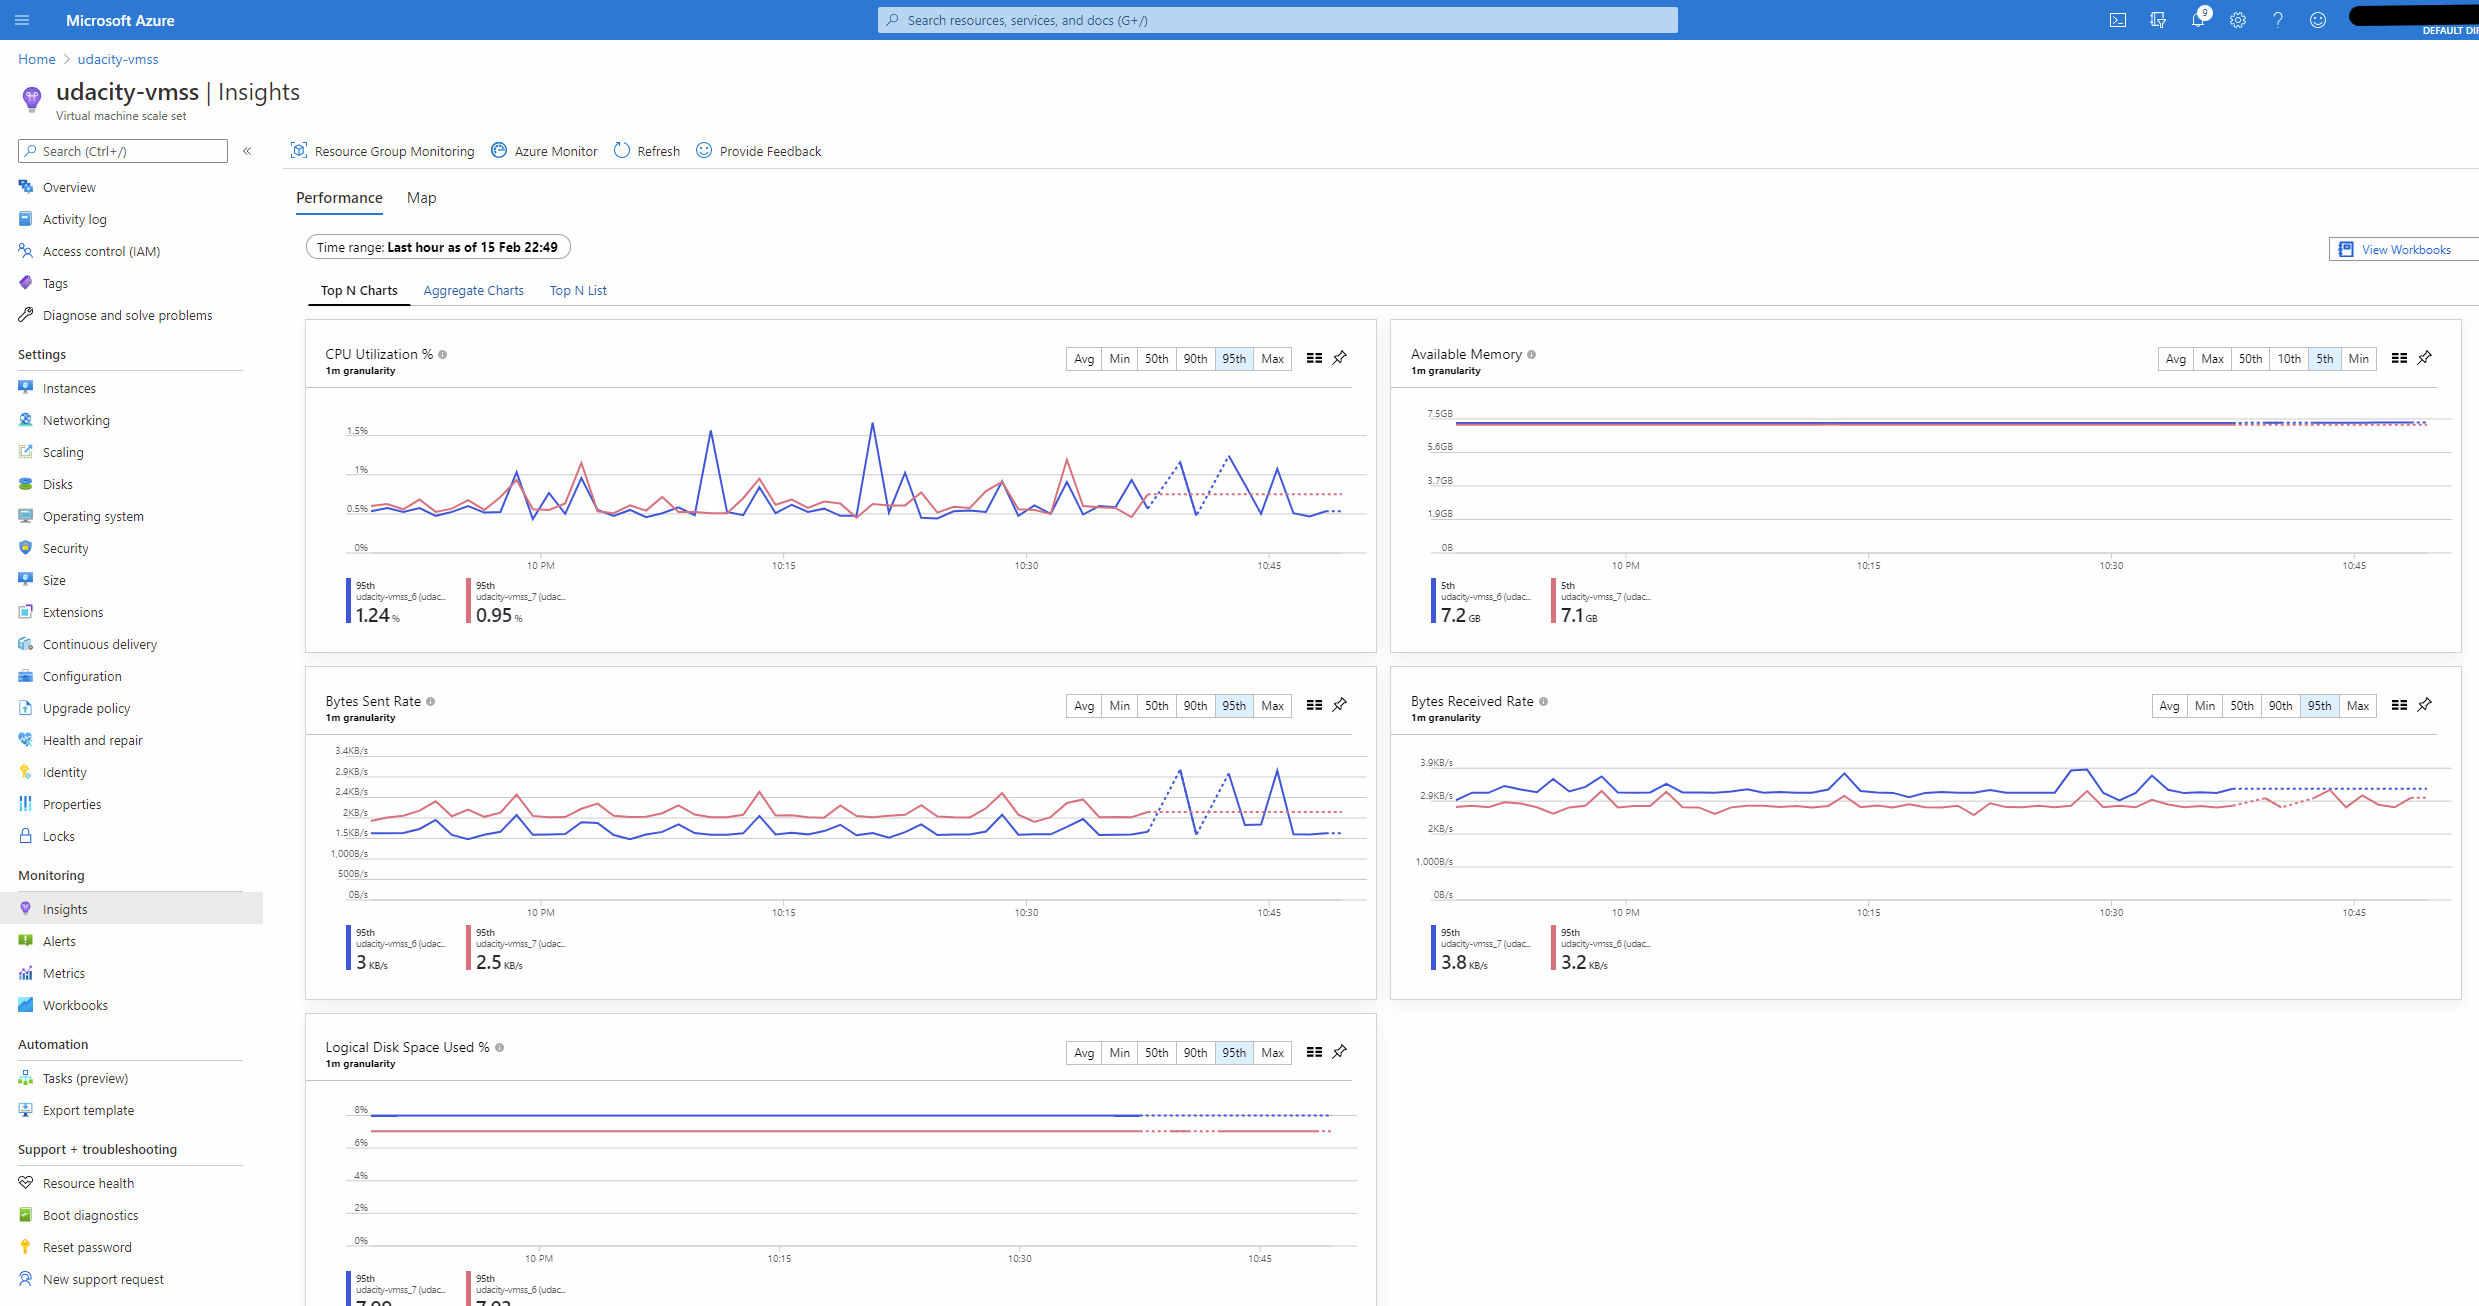 Microsoft Azure
Search resources, services, and docs (G+/)
9
DEFAULT DI
Home > udacity-vmss
udacity-vmss | Insights
Virtual machine scale set
Search (Ctrl+/)
«
Overview
Activity log
Access control (IAM)
Tags
Diagnose and solve problems
Settings
Instances
Networking
Scaling
Disks
Operating system
Security
Size
Extensions
Continuous delivery
Configuration
Upgrade policy
Health and repair
Identity
Properties
Locks
Monitoring
Insights
Alerts
Metrics
Workbooks
Automation
Tasks (preview)
Export template
Support + troubleshooting
Resource health
Boot diagnostics
Reset password
New support request
Resource Group Monitoring Azure Monitor Refresh Provide Feedback
Performance Map
Time range: Last hour as of 15 Feb 22:49
View Workbooks
Top N Charts Aggregate Charts Top N List
CPU Utilization %
1m granularity
Avg Min 50th 90th 95th Max
1.5%
1%
0.5%
0%
10 PM 10:15 10:30 10:45
95th 95th
udacity-vmss_6 (udac... udacity-vmss_7 (udac...
1.24 % 0.95 %
Available Memory
1m granularity
Avg Max 50th 10th 5th Min
7.5GB
5.6GB
3.7GB
1.9GB
0B
10 PM 10:15 10:30 10:45
5th 5th
udacity-vmss_6 (udac... udacity-vmss_7 (udac...
7.2 GB 7.1 GB
Bytes Sent Rate
1m granularity
Avg Min 50th 90th 95th Max
3.4KB/s
2.9KB/s
2.4KB/s
2KB/s
1.5KB/s
1,000B/s
500B/s
0B/s
10 PM 10:15 10:30 10:45
95th 95th
udacity-vmss_6 (udac... udacity-vmss_7 (udac...
3 KB/s 2.5 KB/s
Bytes Received Rate
1m granularity
Avg Min 50th 90th 95th Max
3.9KB/s
2.9KB/s
2KB/s
1,000B/s
0B/s
10 PM 10:15 10:30 10:45
95th 95th
udacity-vmss_7 (udac... udacity-vmss_6 (udac...
3.8 KB/s 3.2 KB/s
Logical Disk Space Used %
1m granularity
Avg Min 50th 90th 95th Max
8%
6%
4%
2%
0%
10 PM 10:15 10:30 10:45
95th 95th
udacity-vmss_7 (udac... udacity-vmss_6 (udac...